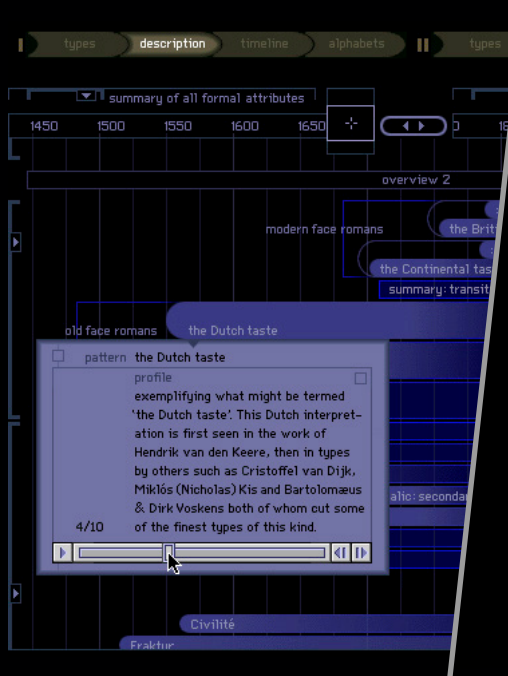 I types description timeline alphabets II types
summary of all formal attributes
1450 1500 1550 1600 1650
overview 2
modern face romans the Brit
the Continental tas
summary: transit
old face romans the Dutch taste
pattern the Dutch taste
profile
exemplifying what might be termed
‘the Dutch taste’. This Dutch interpret-
ation is first seen in the work of
Hendrik van den Keere, then in types
by others such as Cristoffel van Dijk,
Miklós (Nicholas) Kis and Bartolomæus
& Dirk Voskens both of whom cut some
4/10 of the finest types of this kind.
alic: secondar
Civilité
Fraktur